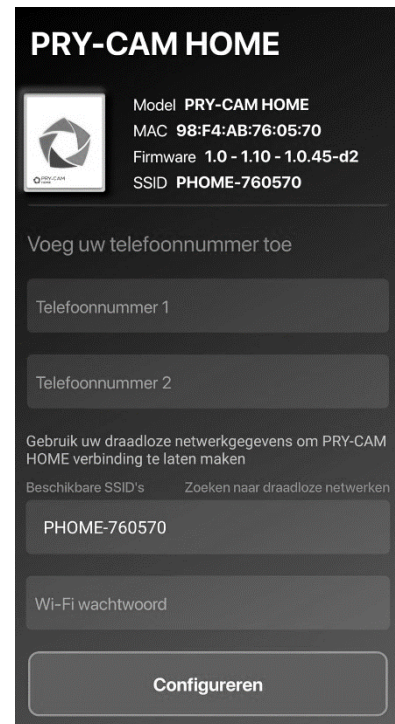 PRY-CAM HOME
Model PRY-CAM HOME
MAC 98:F4:AB:76:05:70
Firmware 1.0 - 1.10 - 1.0.45-d2
SSID PHOME-760570
PRY-CAM
HOME
Voeg uw telefoonnummer toe
Telefoonnummer 1
Telefoonnummer 2
Gebruik uw draadloze netwerkgegevens om PRY-CAM
HOME verbinding te laten maken
Beschikbare SSID's Zoeken naar draadloze netwerken
PHOME-760570
Wi-Fi wachtwoord
Configureren